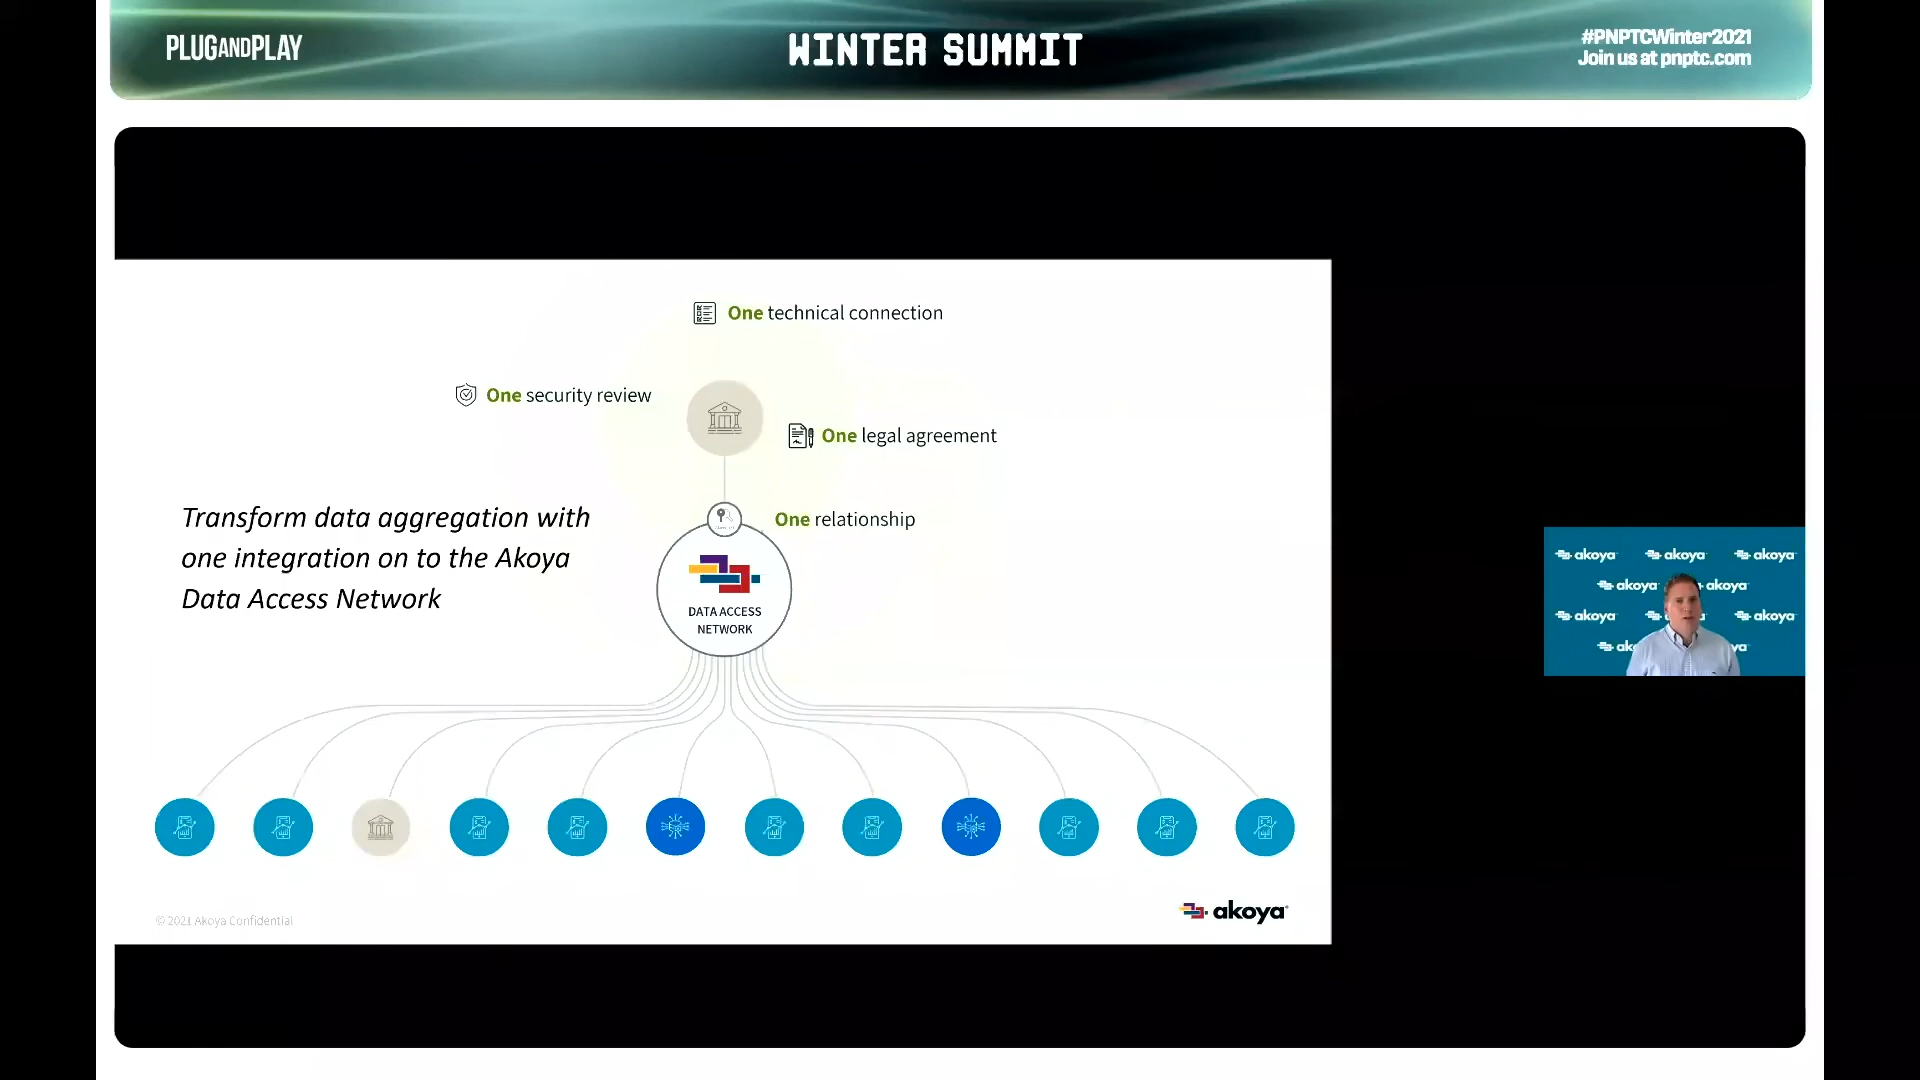 PLUGANDPLAY
WINTER SUMMIT
#PNPTCWinter2021
Join us at pnptc.com
One technical connection
One security review
One legal agreement
One relationship
Transform data aggregation with
one integration on to the Akoya
Data Access Network
DATA ACCESS
NETWORK
© 2021 Akoya Confidential
akoya
akoya akoya akoya
akoya akoya
akoya akoya